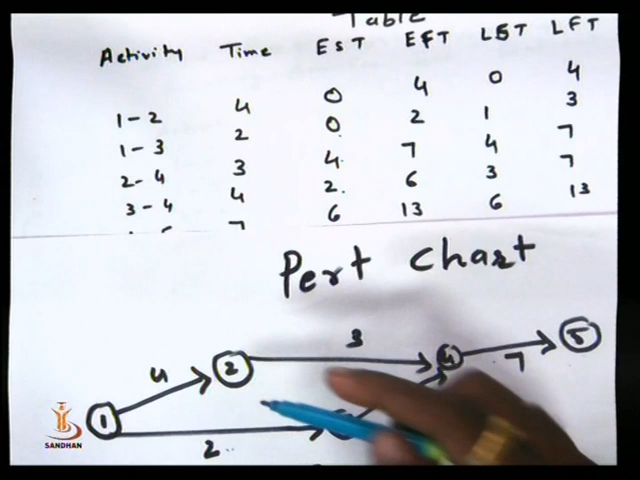 Table
Activity Time EST EFT LST LFT
1-2 4 0 4 0 4
1-3 2 0 2 1 3
2-4 3 4 7 4 7
3-4 4 2 6 3 7
7 6 13 6 13
Pert Chart
4
2
3
4
7
5
1
2
SANDHAN